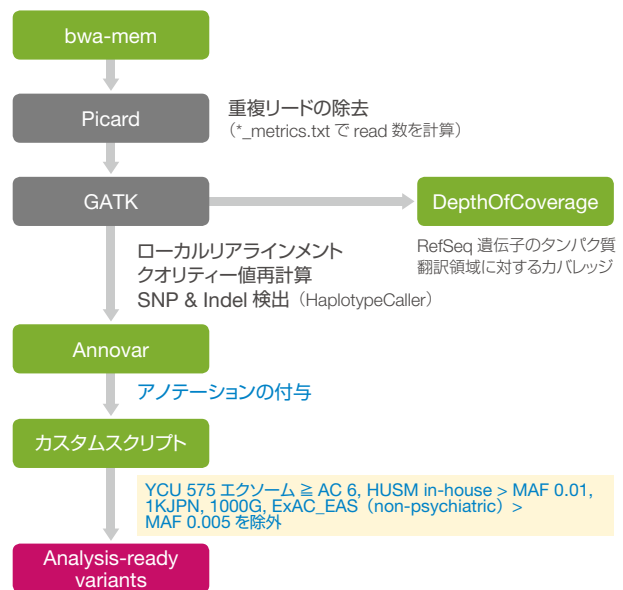 bwa-mem
Picard
重複リードの除去
(*_metrics.txt で read 数を計算)
GATK
DepthOfCoverage
RefSeq 遺伝子のタンパク質
翻訳領域に対するカバレッジ
ローカルリアラインメント
クオリティー値再計算
SNP & Indel 検出（HaplotypeCaller）
Annovar
アノテーションの付与
カスタムスクリプト
YCU 575 エクソーム ≧ AC 6, HUSM in-house > MAF 0.01,
1KJPN, 1000G, ExAC_EAS（non-psychiatric）>
MAF 0.005 を除外
Analysis-ready
variants